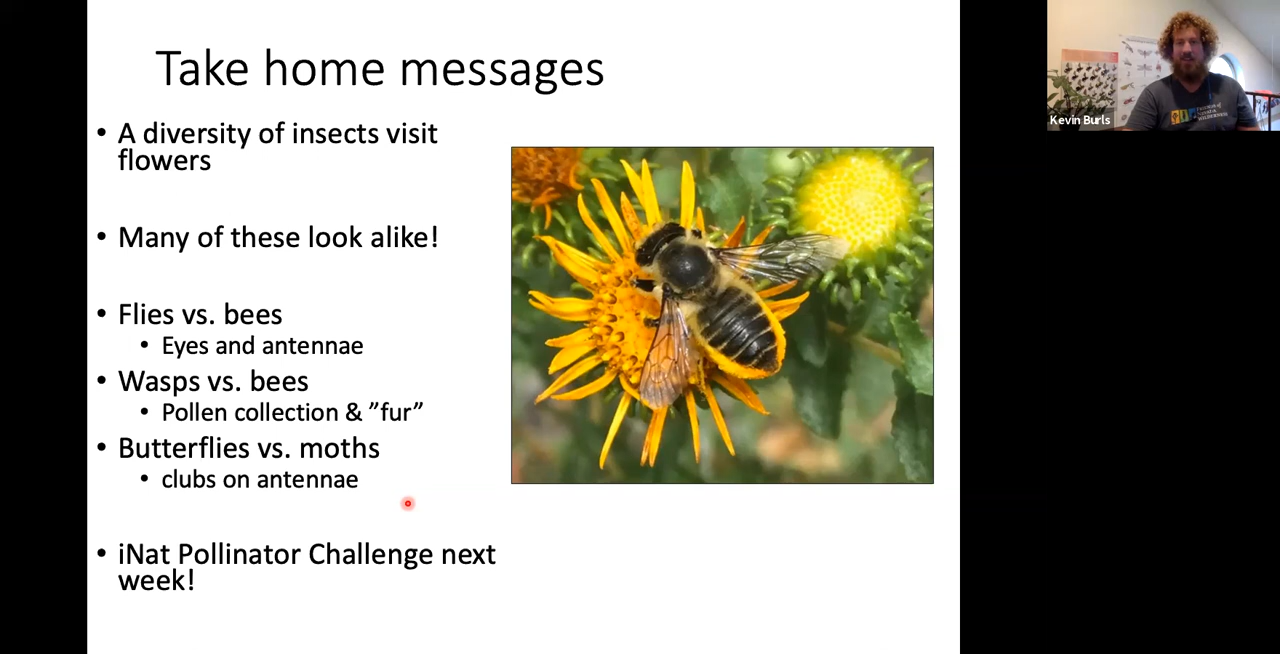 Take home messages
• A diversity of insects visit
flowers
• Many of these look alike!
• Flies vs. bees
• Eyes and antennae
• Wasps vs. bees
• Pollen collection & ”fur”
• Butterflies vs. moths
• clubs on antennae
• iNat Pollinator Challenge next
week!
Kevin Burls